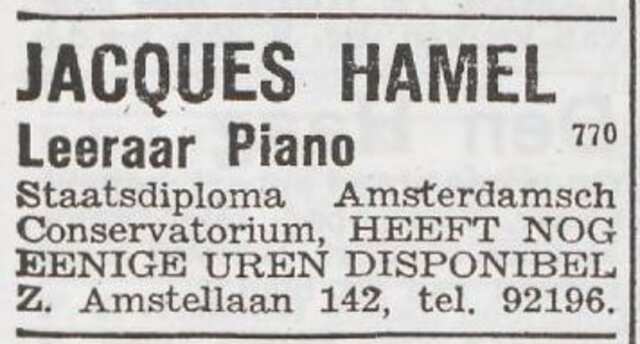 JACQUES HAMEL
Leeraar Piano 770
Staatsdiploma Amsterdamsch
Conservatorium, HEEFT NOG
EENIGE UREN DISPONIBEL
Z. Amstellaan 142, tel. 92196.